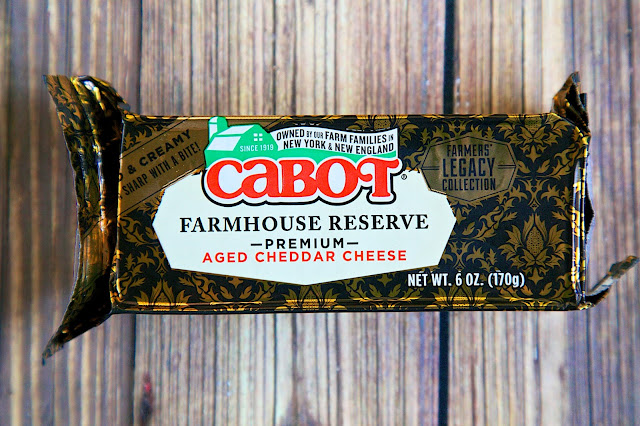 & CREAMY
SHARP WITH A BITE!
SINCE 1919
OWNED BY OUR FARM FAMILIES IN
NEW YORK & NEW ENGLAND
CABOT®
FARMHOUSE RESERVE
—PREMIUM—
AGED CHEDDAR CHEESE
FARMERS'
LEGACY
COLLECTION
NET WT. 6 OZ. (170g)